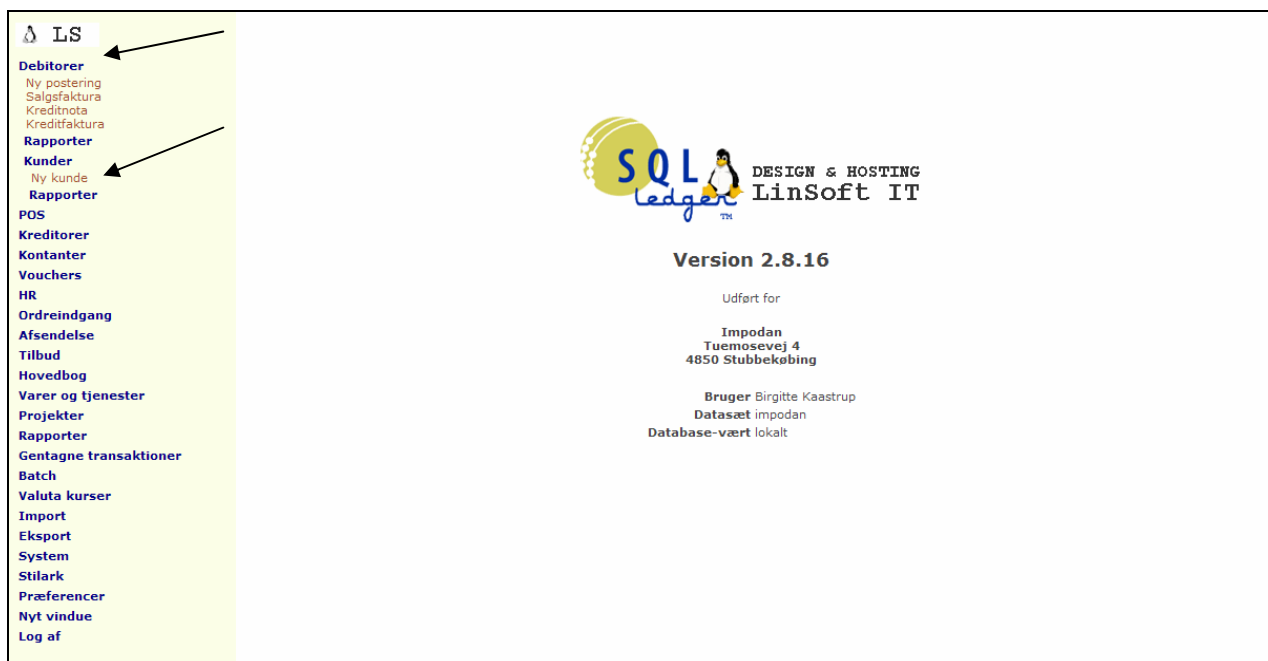 LS
Debitorer
Ny postering
Salgsfaktura
Kreditnota
Kreditfaktura
Rapporter
Kunder
Ny kunde
Rapporter
POS
Kreditorer
Kontanter
Vouchers
HR
Ordreindgang
Afsendelse
Tilbud
Hovedbog
Varer og tjenester
Projekter
Rapporter
Gentagne transaktioner
Batch
Valuta kurser
Import
Eksport
System
Stilark
Præferencer
Nyt vindue
Log af
SQL
Ledger
TM
DESIGN & HOSTING
LinSoft IT
Version 2.8.16
Udført for
Impodan
Tuemosevej 4
4850 Stubbekøbing
Bruger Birgitte Kaastrup
Datasæt impodan
Database-vært lokalt